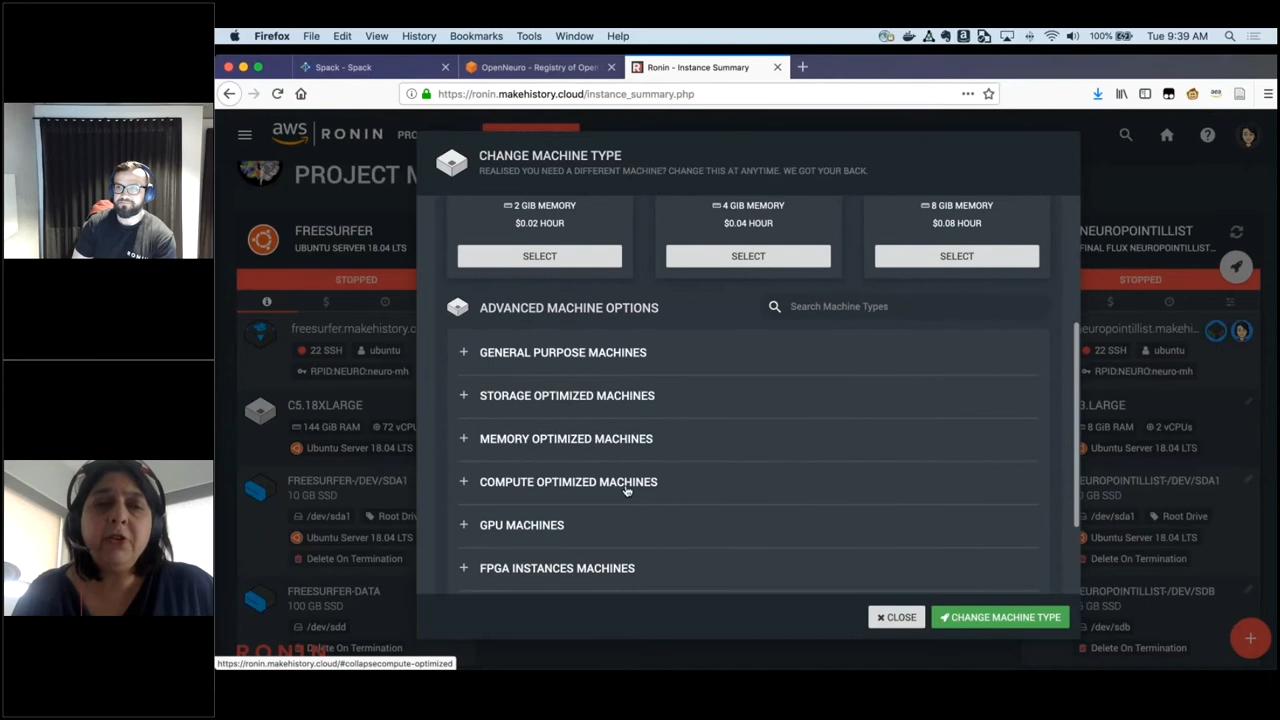 Firefox File Edit View History Bookmarks Tools Window Help
100% Tue 9:39 AM
Spack - Spack
OpenNeuro - Registry of Open
Ronin - Instance Summary
https://ronin.makehistory.cloud/instance_summary.php
aws RONIN PRO
CHANGE MACHINE TYPE
REALISED YOU NEED A DIFFERENT MACHINE? CHANGE THIS AT ANYTIME. WE GOT YOUR BACK.
PROJECT M
2 GIB MEMORY
$0.02 HOUR
SELECT
4 GIB MEMORY
$0.04 HOUR
SELECT
8 GIB MEMORY
$0.08 HOUR
SELECT
ADVANCED MACHINE OPTIONS
Search Machine Types
GENERAL PURPOSE MACHINES
STORAGE OPTIMIZED MACHINES
MEMORY OPTIMIZED MACHINES
COMPUTE OPTIMIZED MACHINES
GPU MACHINES
FPGA INSTANCES MACHINES
CLOSE
CHANGE MACHINE TYPE
FREESURFER
UBUNTU SERVER 18.04 LTS
STOPPED
freesurfer.makehistory.c
22 SSH ubuntu
RPID:NEURO:neuro-mh
C5.18XLARGE
144 GiB RAM 72 vCPUs
Ubuntu Server 18.04 LTS
FREESURFER-/DEV/SDA1
10 GB SSD
/dev/sda1 Root Driv
Ubuntu Server 18.04 LTS
Delete On Termination
FREESURFER-DATA
100 GB SSD
/dev/sdd
Delete On Termination
RONIN
NEUROPOINTILLIST
FINAL FLUX NEUROPOINTILLIST...
STOPPED
europointillist.makehi...
22 SSH ubuntu
RPID:NEURO:neuro-mh
3.LARGE
8 GiB RAM 2 vCPUs
Ubuntu Server 18.04 LTS
EUROPOINTILLIST-/DEV/SDA1
0 GB SSD
/dev/sda1 Root Drive
Ubuntu Server 18.04 LTS
Delete On Termination
EUROPOINTILLIST-/DEV/SDB
00 GB SSD
/dev/sdb
Delete On Termination
https://ronin.makehistory.cloud/#collapsecompute-optimized